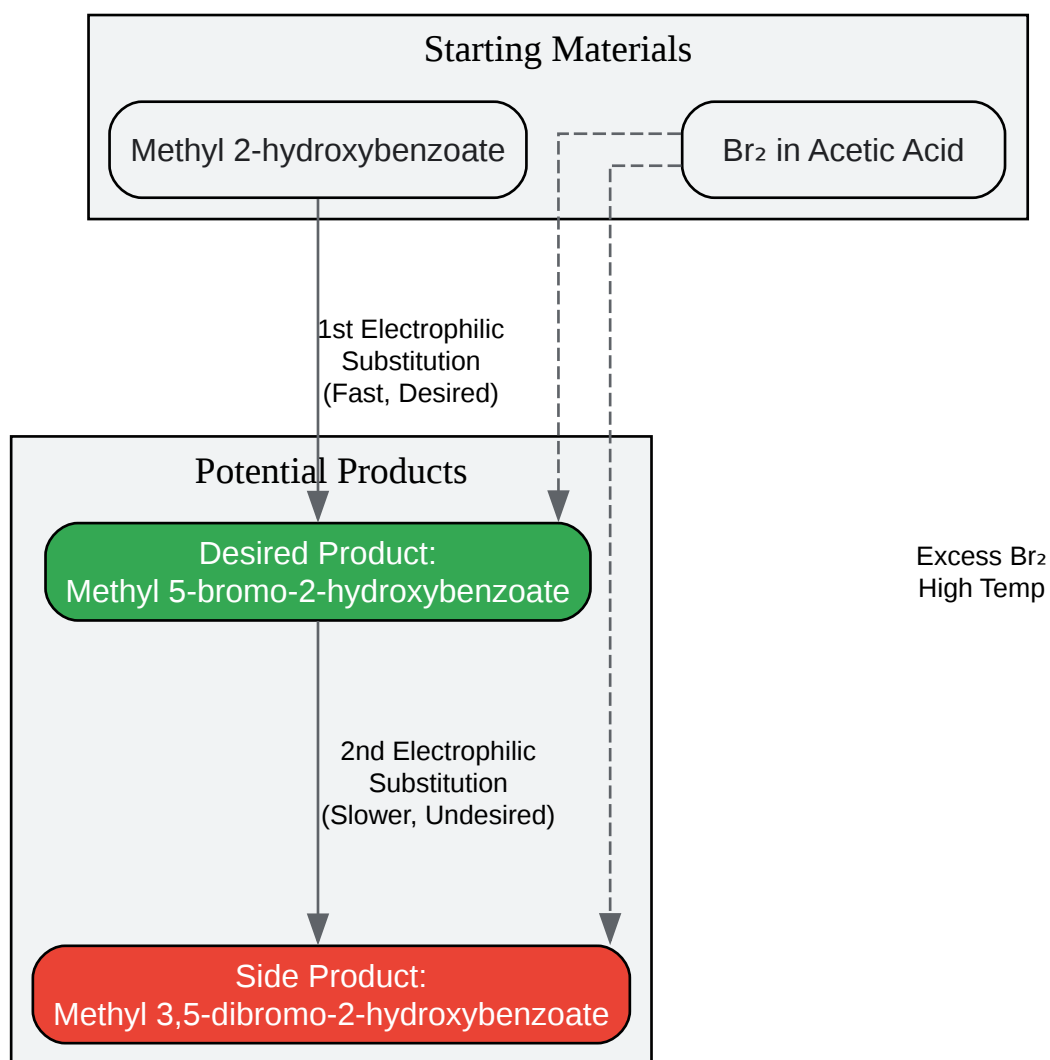 Starting Materials
Methyl 2-hydroxybenzoate
Br₂ in Acetic Acid
1st Electrophilic
Substitution
(Fast, Desired)
Potential Products
Desired Product:
Methyl 5-bromo-2-hydroxybenzoate
Excess Br₂
High Temp
2nd Electrophilic
Substitution
(Slower, Undesired)
Side Product:
Methyl 3,5-dibromo-2-hydroxybenzoate